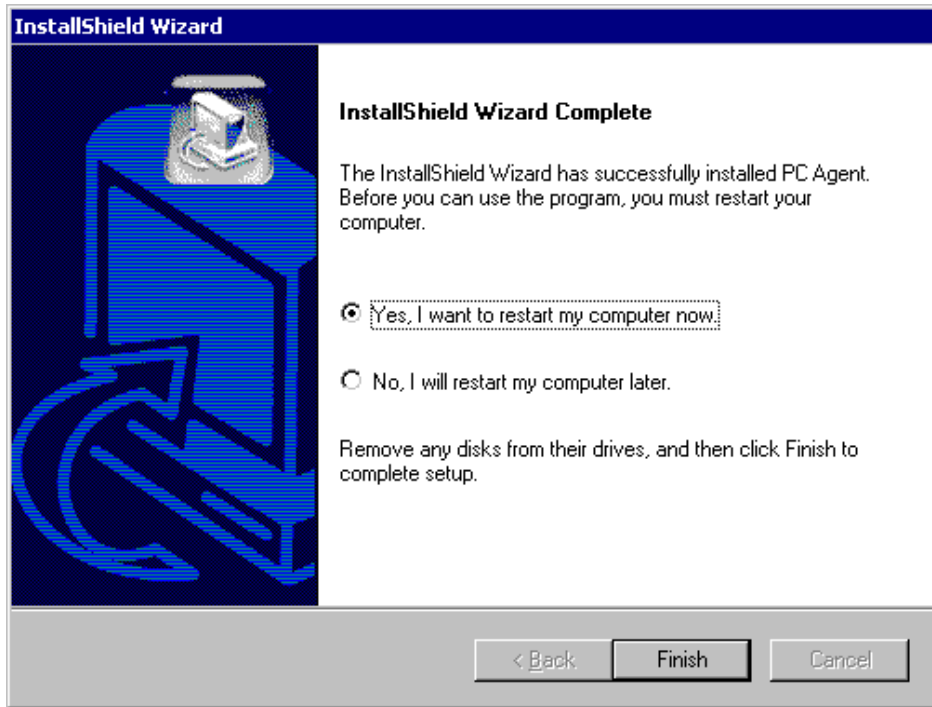 InstallShield Wizard
InstallShield Wizard Complete
The InstallShield Wizard has successfully installed PC Agent.
Before you can use the program, you must restart your
computer.
Yes, I want to restart my computer now.
No, I will restart my computer later.
Remove any disks from their drives, and then click Finish to
complete setup.
< Back
Finish
Cancel